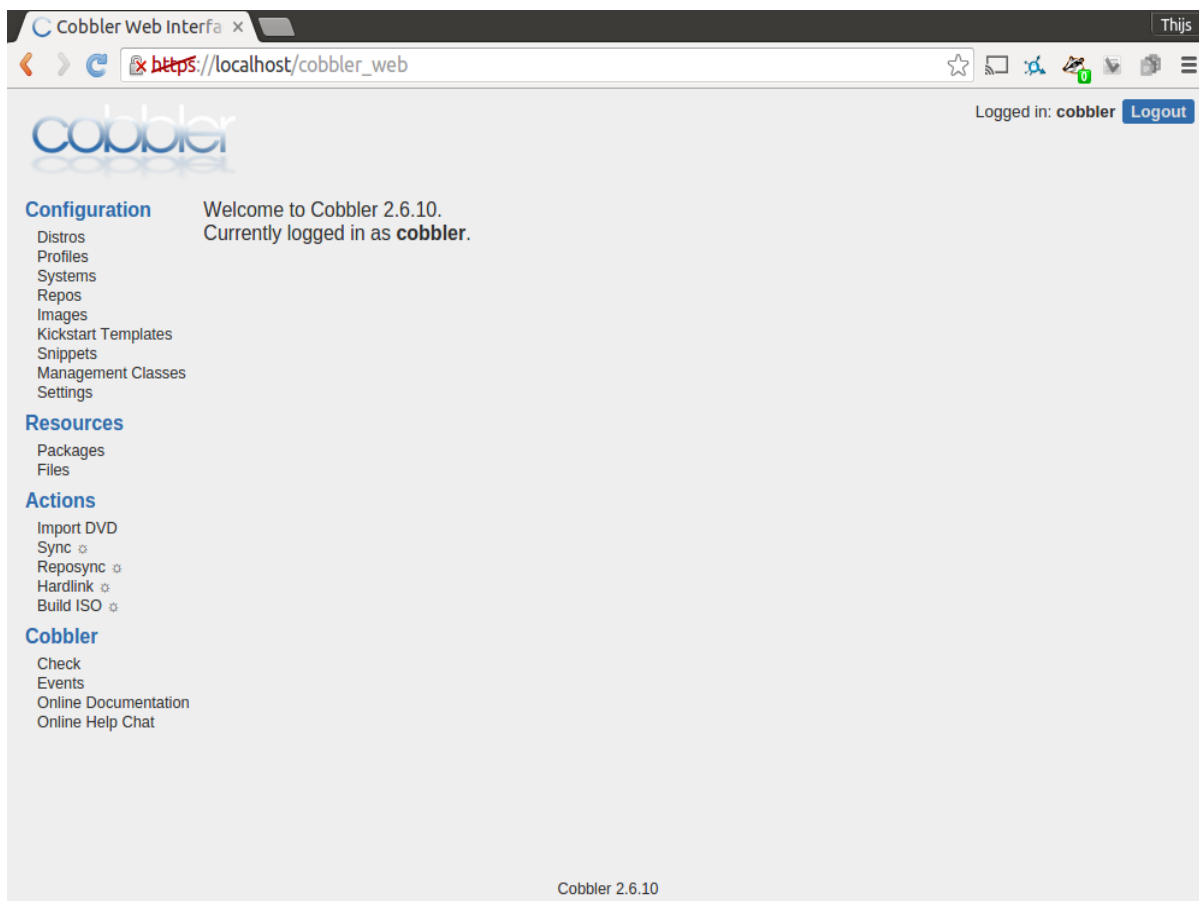 Cobbler Web Interfa
Thijs
https://localhost/cobbler_web
0
Logged in: cobbler Logout
cobbler
Configuration
Distros
Profiles
Systems
Repos
Images
Kickstart Templates
Snippets
Management Classes
Settings
Resources
Packages
Files
Actions
Import DVD
Sync
Reposync
Hardlink
Build ISO
Cobbler
Check
Events
Online Documentation
Online Help Chat
Welcome to Cobbler 2.6.10.
Currently logged in as cobbler.
Cobbler 2.6.10